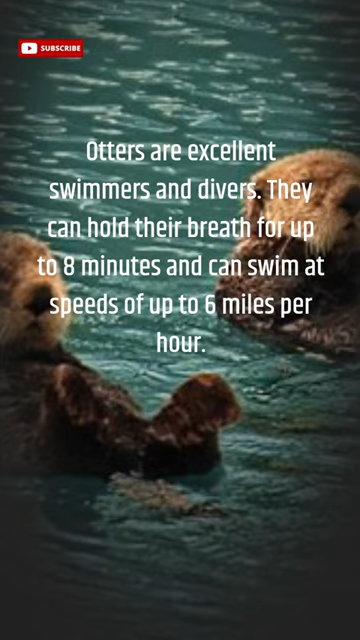 SUBSCRIBE
Otters are excellent
swimmers and divers. They
can hold their breath for up
to 8 minutes and can swim at
speeds of up to 6 miles per
hour.